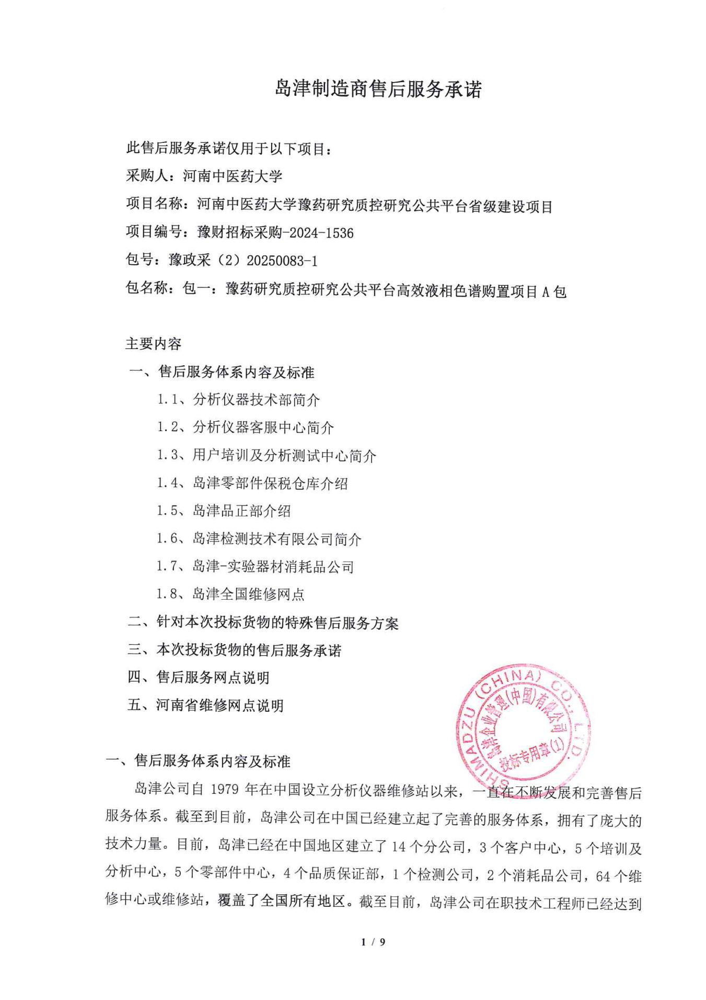 岛津制造商售后服务承诺
此售后服务承诺仅用于以下项目：
采购人：河南中医药大学
项目名称：河南中医药大学豫药研究质控研究公共平台省级建设项目
项目编号：豫财招标采购-2024-1536
包号：豫政采（2）20250083-1
包名称：包一：豫药研究质控研究公共平台高效液相色谱购置项目 A 包
主要内容
一、售后服务体系内容及标准
1.1、分析仪器技术部简介
1.2、分析仪器客服中心简介
1.3、用户培训及分析测试中心简介
1.4、岛津零部件保税仓库介绍
1.5、岛津品正部介绍
1.6、岛津检测技术有限公司简介
1.7、岛津-实验器材消耗品公司
1.8、岛津全国维修网点
二、针对本次投标货物的特殊售后服务方案
三、本次投标货物的售后服务承诺
四、售后服务网点说明
五、河南省维修网点说明
SHIMADZU (CHINA) CO., LTD.
岛津企业管理(中国)有限公司
投标专用章(1)
一、售后服务体系内容及标准
岛津公司自 1979 年在中国设立分析仪器维修站以来，一直在不断发展和完善售后
服务体系。截至到目前，岛津公司在中国已经建立起了完善的服务体系，拥有了庞大的
技术力量。目前，岛津已经在中国地区建立了 14 个分公司，3 个客户中心，5 个培训及
分析中心，5 个零部件中心，4 个品质保证部，1 个检测公司，2 个消耗品公司，64 个维
修中心或维修站，覆盖了全国所有地区。截至目前，岛津公司在职技术工程师已经达到
1 / 9